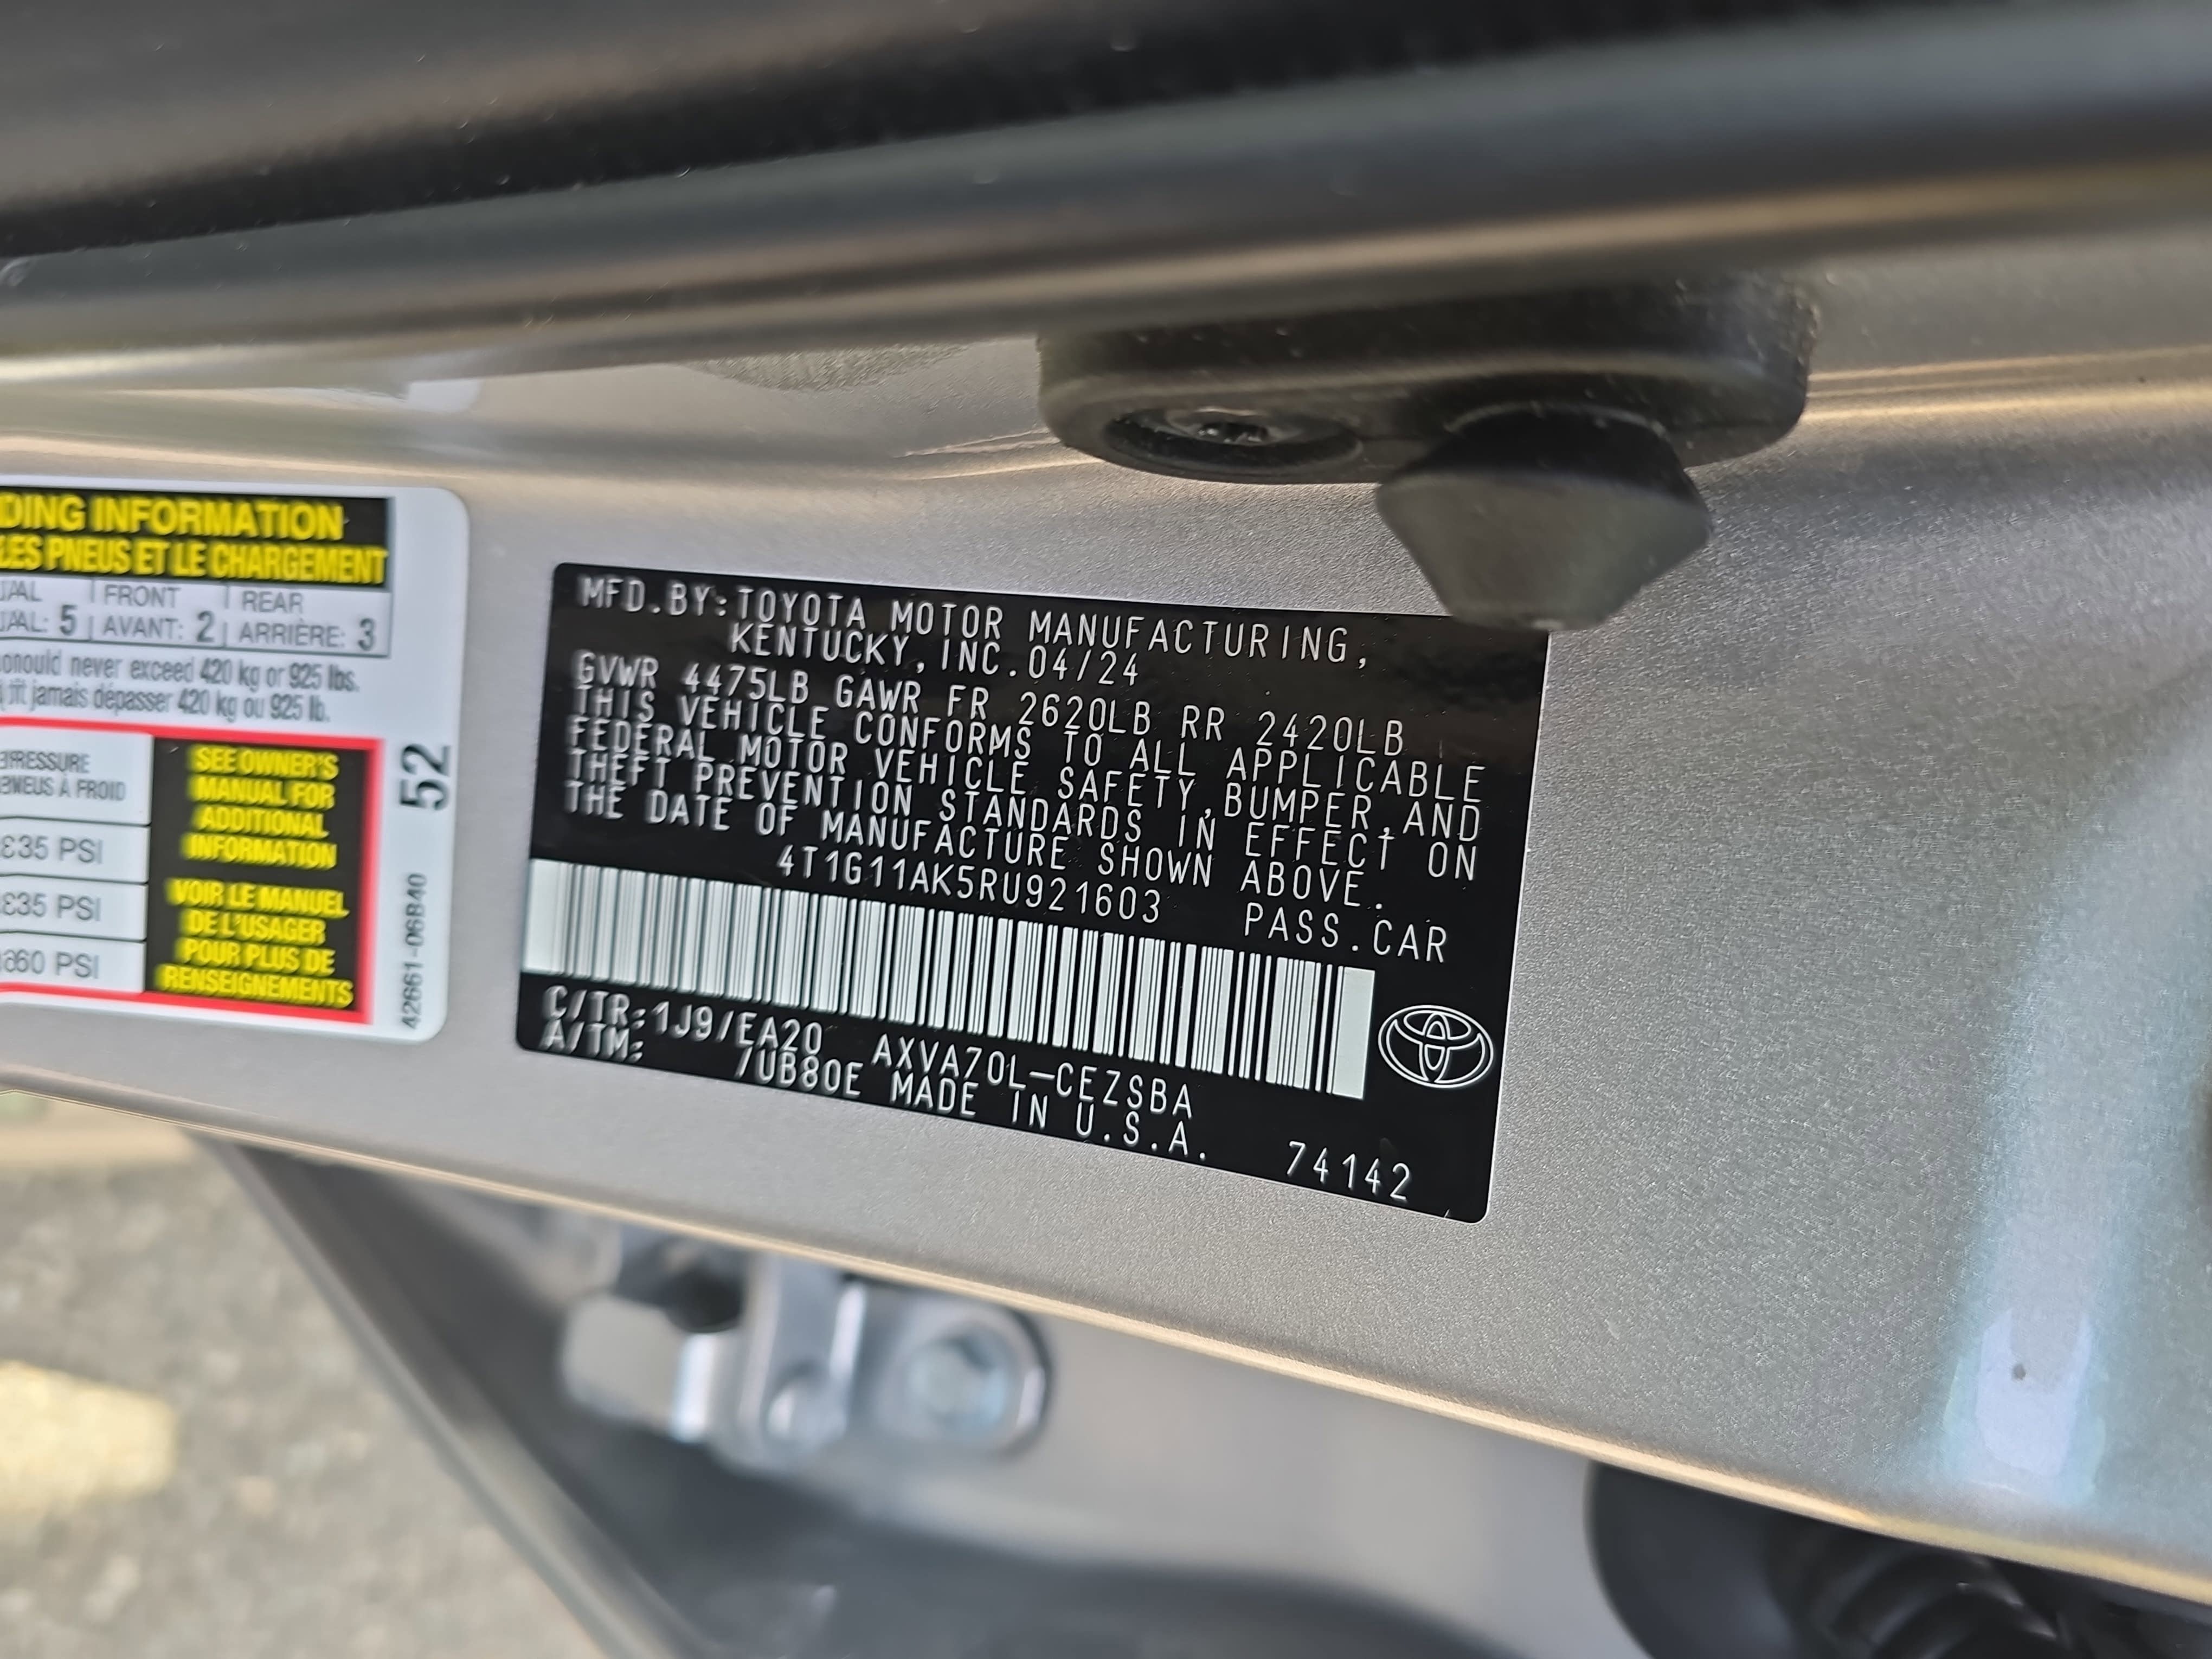 DING INFORMATION
LES PNEUS ET LE CHARGEMENT
FRONT REAR
5 AVANT: 2 ARRIÈRE: 3
never exceed 420 kg or 925 lbs.
jamais dépasser 420 kg ou 925 lb.
À FROID
35 PSI
35 PSI
60 PSI
SEE OWNER'S
MANUAL FOR
ADDITIONAL
INFORMATION
VOIR LE MANUEL
DE L'USAGER
POUR PLUS DE
RENSEIGNEMENTS
52
42661-06B40
MFD.BY:TOYOTA MOTOR MANUFACTURING,
KENTUCKY,INC.04/24
GVWR 4475LB GAWR FR 2620LB RR 2420LB
THIS VEHICLE CONFORMS TO ALL APPLICABLE
FEDERAL MOTOR VEHICLE SAFETY,BUMPER,AND
THEFT PREVENTION STANDARDS IN EFFECT ON
THE DATE OF MANUFACTURE SHOWN ABOVE.
4T1G11AK5RU921603 PASS.CAR
C/TR:1J9/EA20 AXVA70L-CEZSBA
A/TM: /UB80E MADE IN U.S.A. 74142